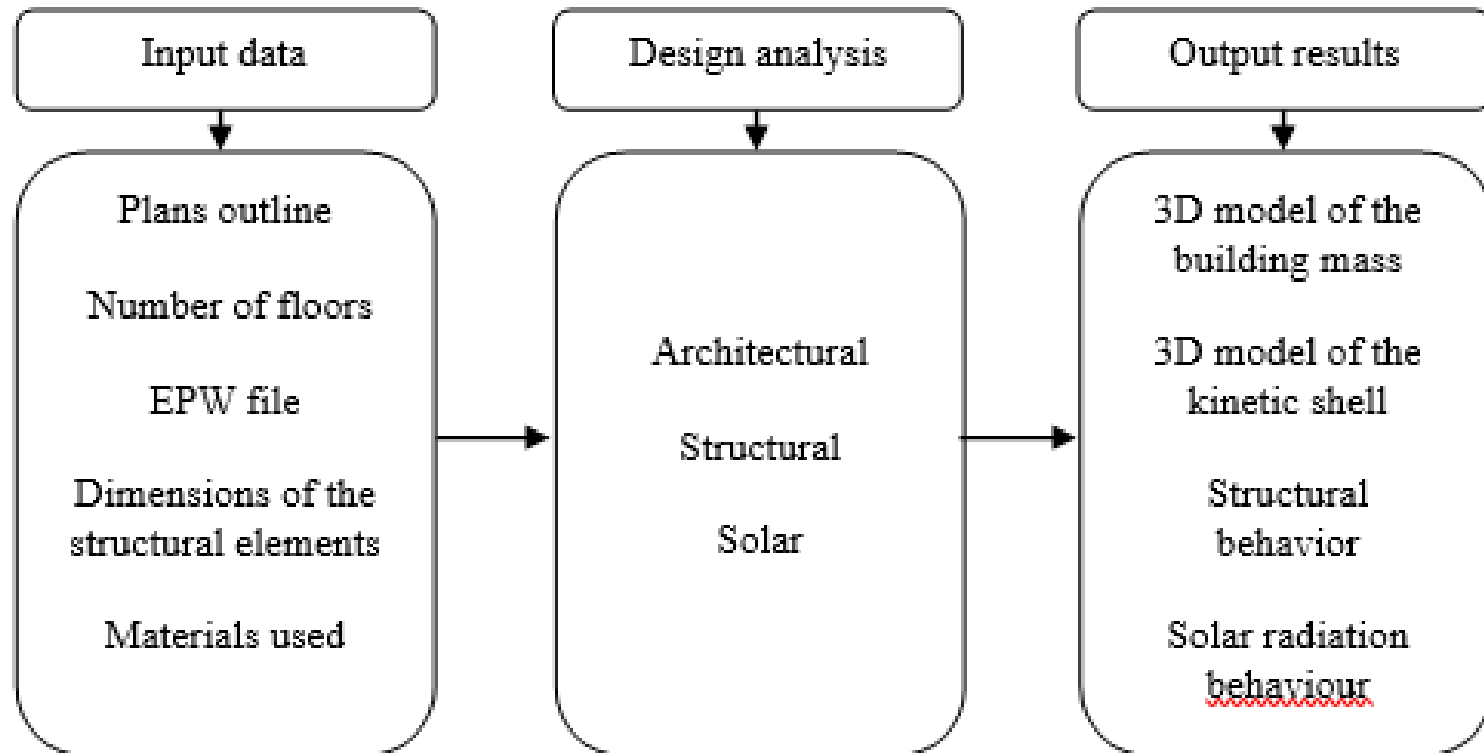 Input data
Plans outline
Number of floors
EPW file
Dimensions of the
structural elements
Materials used
Design analysis
Architectural
Structural
Solar
Output results
3D model of the
building mass
3D model of the
kinetic shell
Structural
behavior
Solar radiation
behaviour